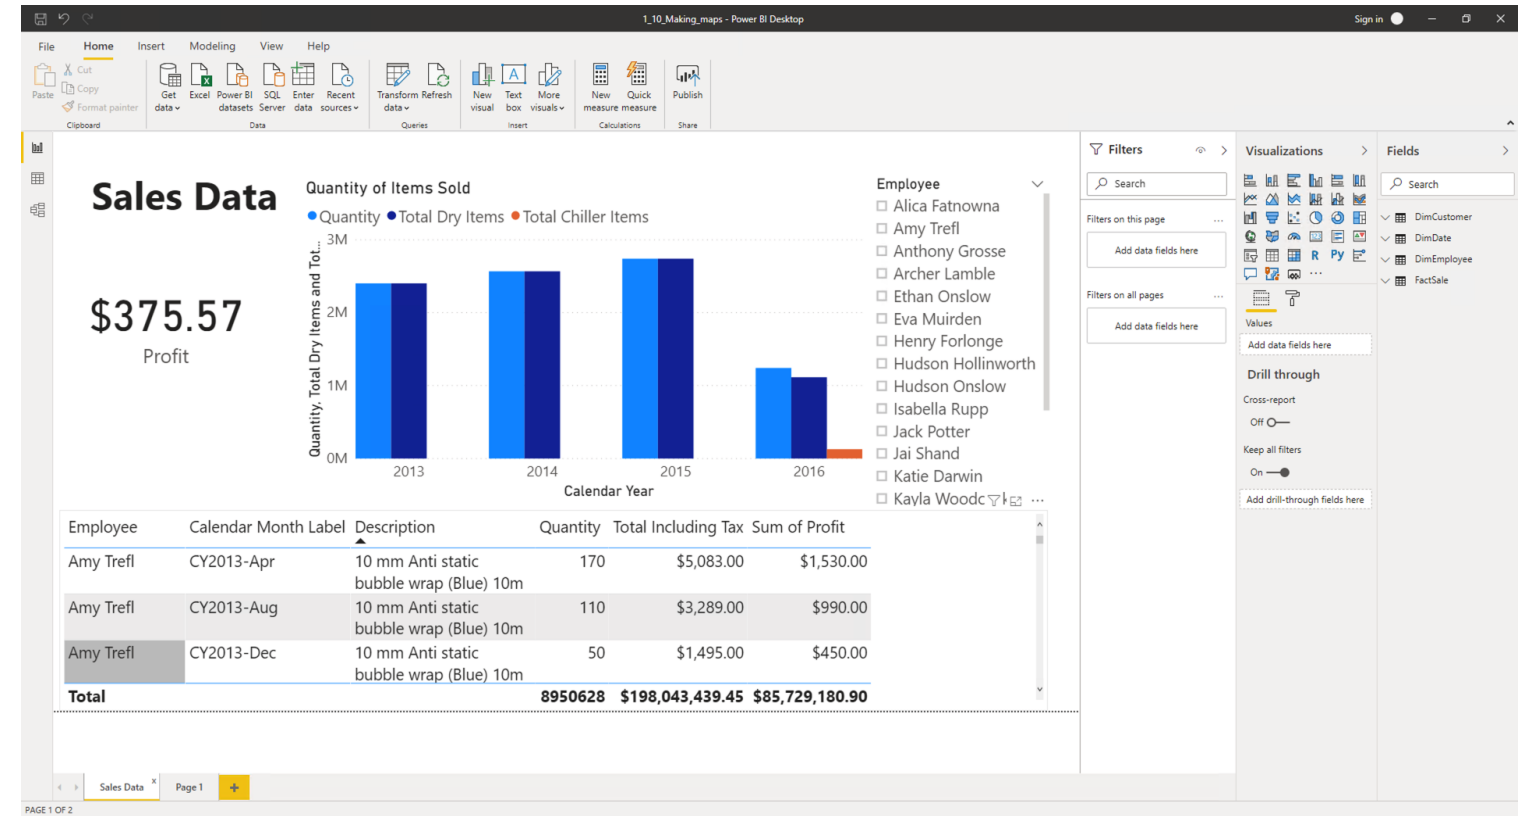 1_10_Making_maps - Power BI Desktop
Sign in
File Home Insert Modeling View Help
Paste
Cut
Copy
Format painter
Clipboard
Get data
Excel
Power BI datasets
SQL Server
Enter data
Recent sources
Data
Transform data
Refresh
Queries
New visual
Text box
More visuals
Insert
New measure
Quick measure
Calculations
Publish
Share
Sales Data
$375.57
Profit
Quantity of Items Sold
Quantity Total Dry Items Total Chiller Items
Quantity, Total Dry Items and Tot...
3M
2M
1M
0M
2013 2014 2015 2016
Calendar Year
Employee
Alica Fatnowna
Amy Trefl
Anthony Grosse
Archer Lamble
Ethan Onslow
Eva Muirden
Henry Forlonge
Hudson Hollinworth
Hudson Onslow
Isabella Rupp
Jack Potter
Jai Shand
Katie Darwin
Kayla Woodc
Employee Calendar Month Label Description Quantity Total Including Tax Sum of Profit
Amy Trefl CY2013-Apr 10 mm Anti static 170 $5,083.00 $1,530.00
bubble wrap (Blue) 10m
Amy Trefl CY2013-Aug 10 mm Anti static 110 $3,289.00 $990.00
bubble wrap (Blue) 10m
Amy Trefl CY2013-Dec 10 mm Anti static 50 $1,495.00 $450.00
bubble wrap (Blue) 10m
Total 8950628 $198,043,439.45 $85,729,180.90
Filters
Search
Filters on this page ...
Add data fields here
Filters on all pages ...
Add data fields here
Visualizations
R Py
...
Values
Add data fields here
Drill through
Cross-report
Off
Keep all filters
On
Add drill-through fields here
Fields
Search
DimCustomer
DimDate
DimEmployee
FactSale
Sales Data x Page 1 +
PAGE 1 OF 2